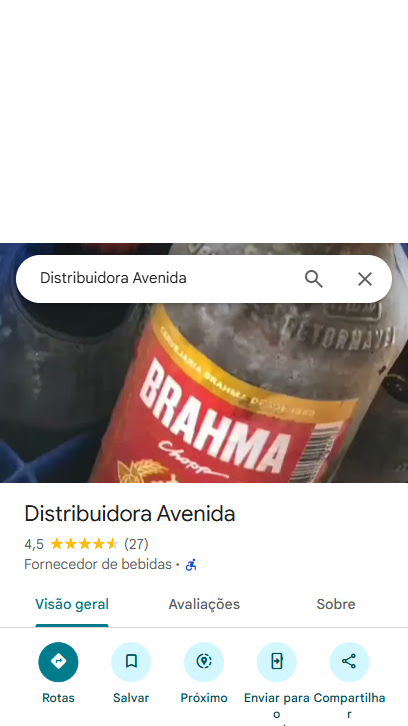 Distribuidora Avenida
RETORNÁVEL
CERVEJARIA BRAHMA DESDE 1888
BRAHMA
Chopp
Distribuidora Avenida
4,5 (27)
Fornecedor de bebidas ·
Visão geral Avaliações Sobre
Rotas Salvar Próximo Enviar para Compartilha
o r